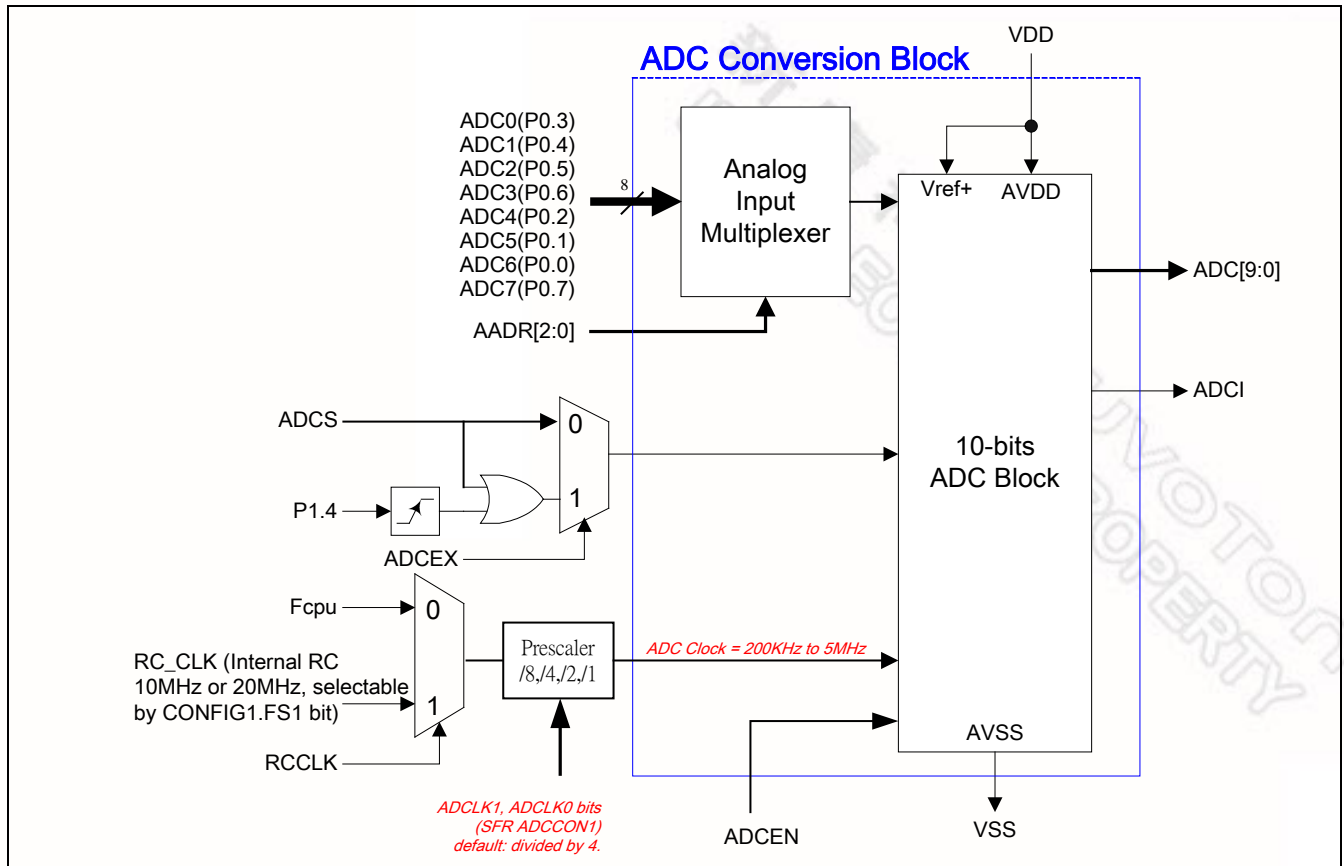 VDD
ADC Conversion Block
ADC0(P0.3)
ADC1(P0.4)
ADC2(P0.5)
ADC3(P0.6)
ADC4(P0.2)
ADC5(P0.1)
ADC6(P0.0)
ADC7(P0.7)
8
Analog
Input
Multiplexer
Vref+
AVDD
ADC[9:0]
AADR[2:0]
ADCI
ADCS
0
1
10-bits
ADC Block
P1.4
ADCEX
Fcpu
0
RC_CLK (Internal RC
10MHz or 20MHz, selectable
by CONFIG1.FS1 bit)
1
Prescaler
/8,/4,/2,/1
ADC Clock = 200KHz to 5MHz
RCCLK
AVSS
ADCLK1, ADCLK0 bits
(SFR ADCCON1)
default: divided by 4.
ADCEN
VSS